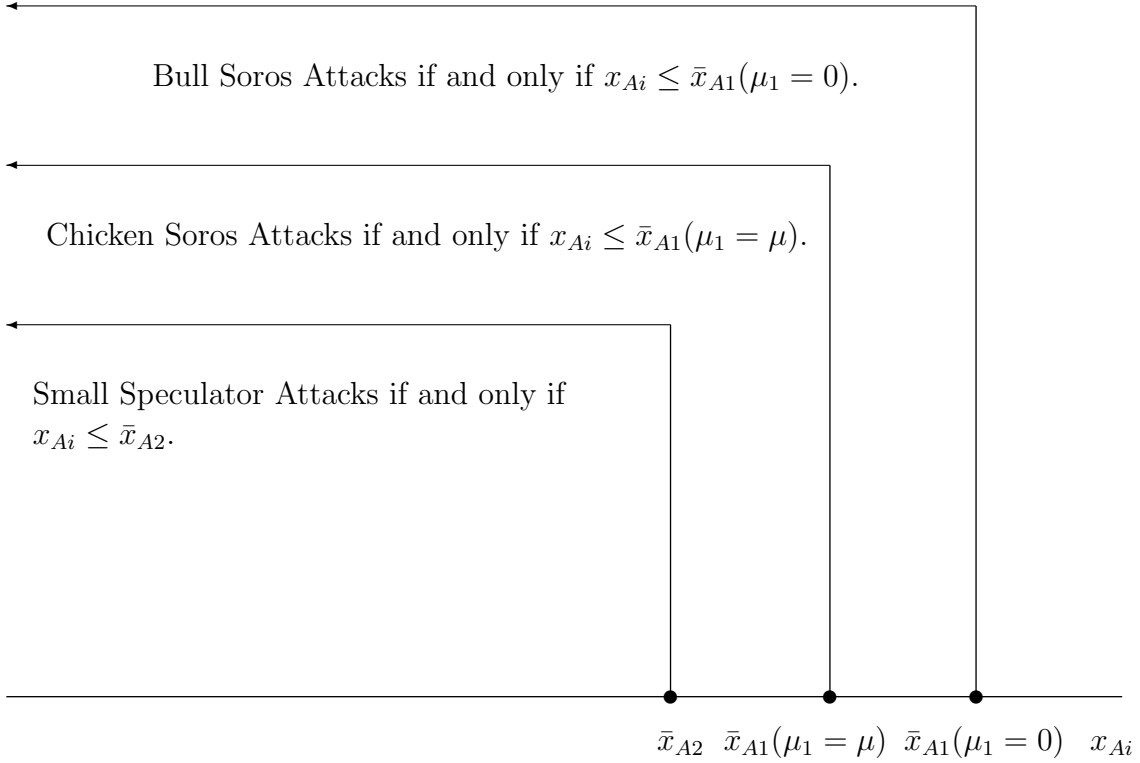 Bull Soros Attacks if and only if x_{Ai} ≤ x̄_{A1}(μ_1 = 0).
Chicken Soros Attacks if and only if x_{Ai} ≤ x̄_{A1}(μ_1 = μ).
Small Speculator Attacks if and only if
x_{Ai} ≤ x̄_{A2}.
x̄_{A2} x̄_{A1}(μ_1 = μ) x̄_{A1}(μ_1 = 0) x_{Ai}